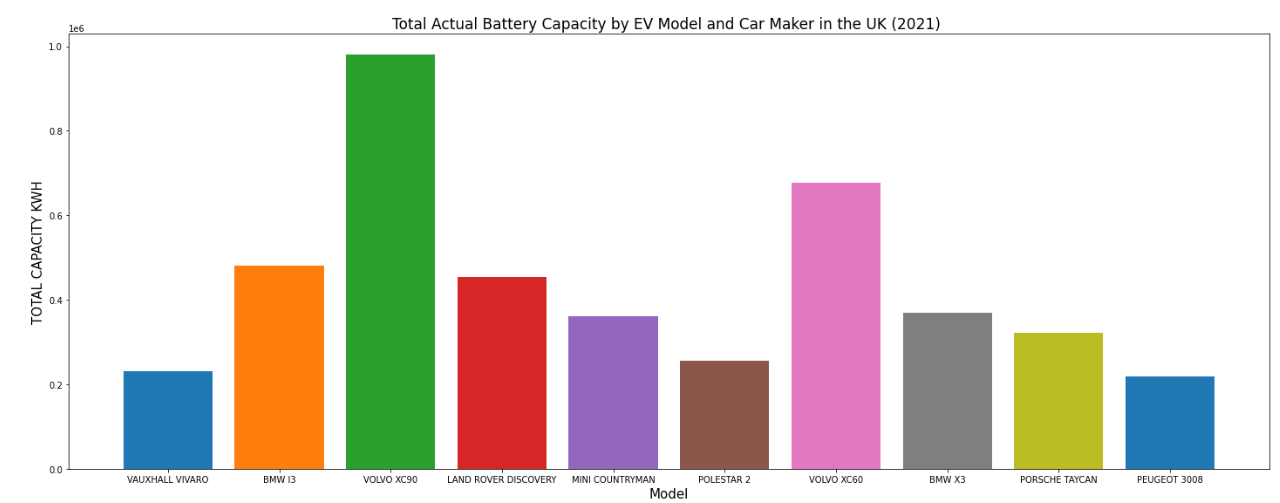 Total Actual Battery Capacity by EV Model and Car Maker in the UK (2021)
1e6
1.0
0.8
0.6
0.4
0.2
0.0
TOTAL CAPACITY KWH
VAUXHALL VIVARO BMW I3 VOLVO XC90 LAND ROVER DISCOVERY MINI COUNTRYMAN POLESTAR 2 VOLVO XC60 BMW X3 PORSCHE TAYCAN PEUGEOT 3008
Model